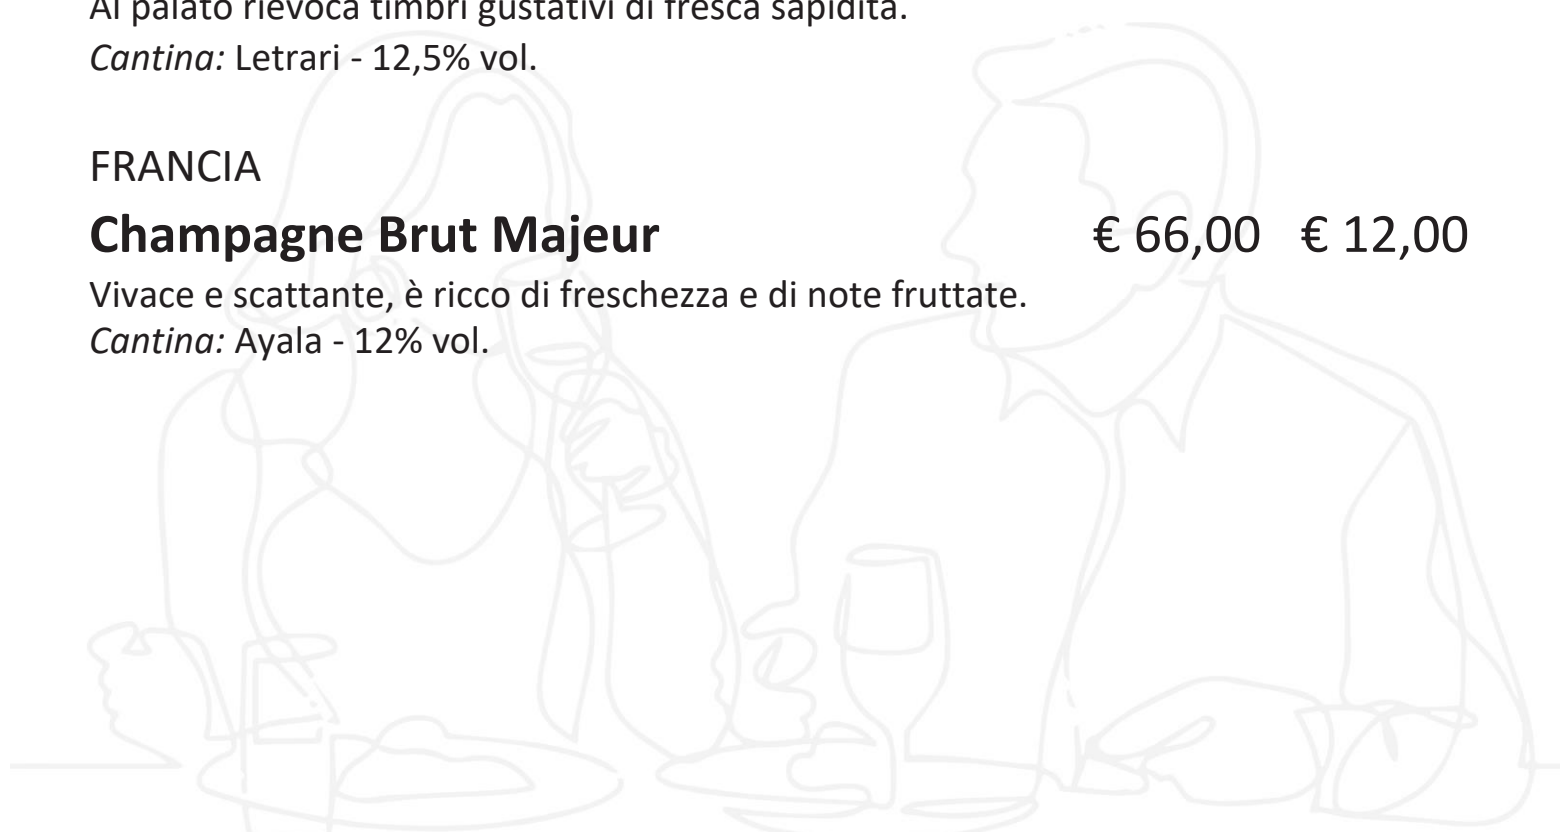 Al palato rievoca timbri gustativi di fresca sapidità.
Cantina: Letrari - 12,5% vol.
FRANCIA
Champagne Brut Majeur € 66,00 € 12,00
Vivace e scattante, è ricco di freschezza e di note fruttate.
Cantina: Ayala - 12% vol.